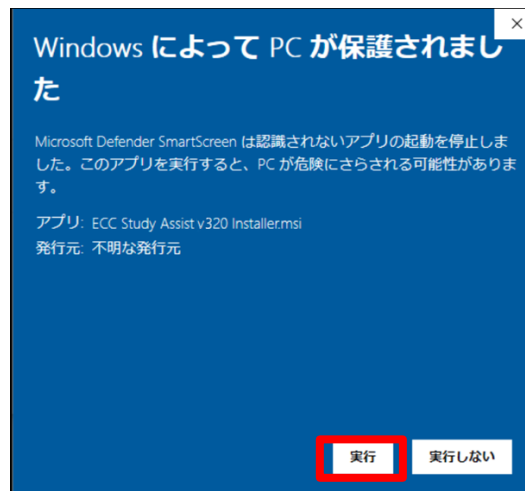 Windows によって PC が保護されまし
た
Microsoft Defender SmartScreen は認識されないアプリの起動を停止しま
した。このアプリを実行すると、PC が危険にさらされる可能性がありま
す。
アプリ: ECC Study Assist v320 Installer.msi
発行元: 不明な発行元
実行
実行しない